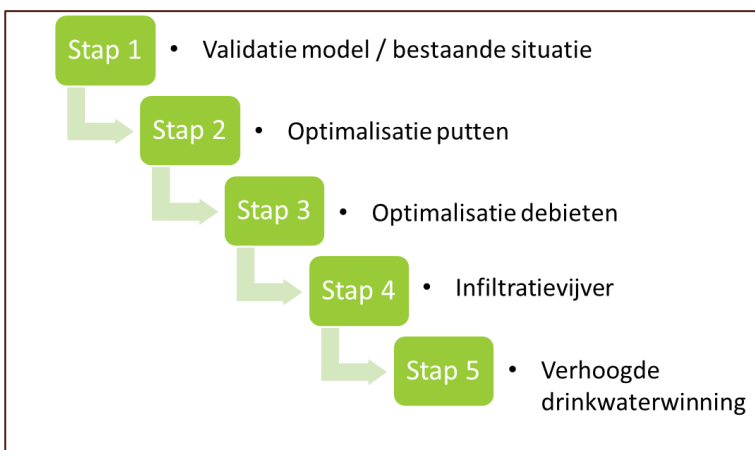 Stap 1 • Validatie model / bestaande situatie
Stap 2 • Optimalisatie putten
Stap 3 • Optimalisatie debieten
Stap 4 • Infiltratievijver
Stap 5 • Verhoogde
drinkwaterwinning